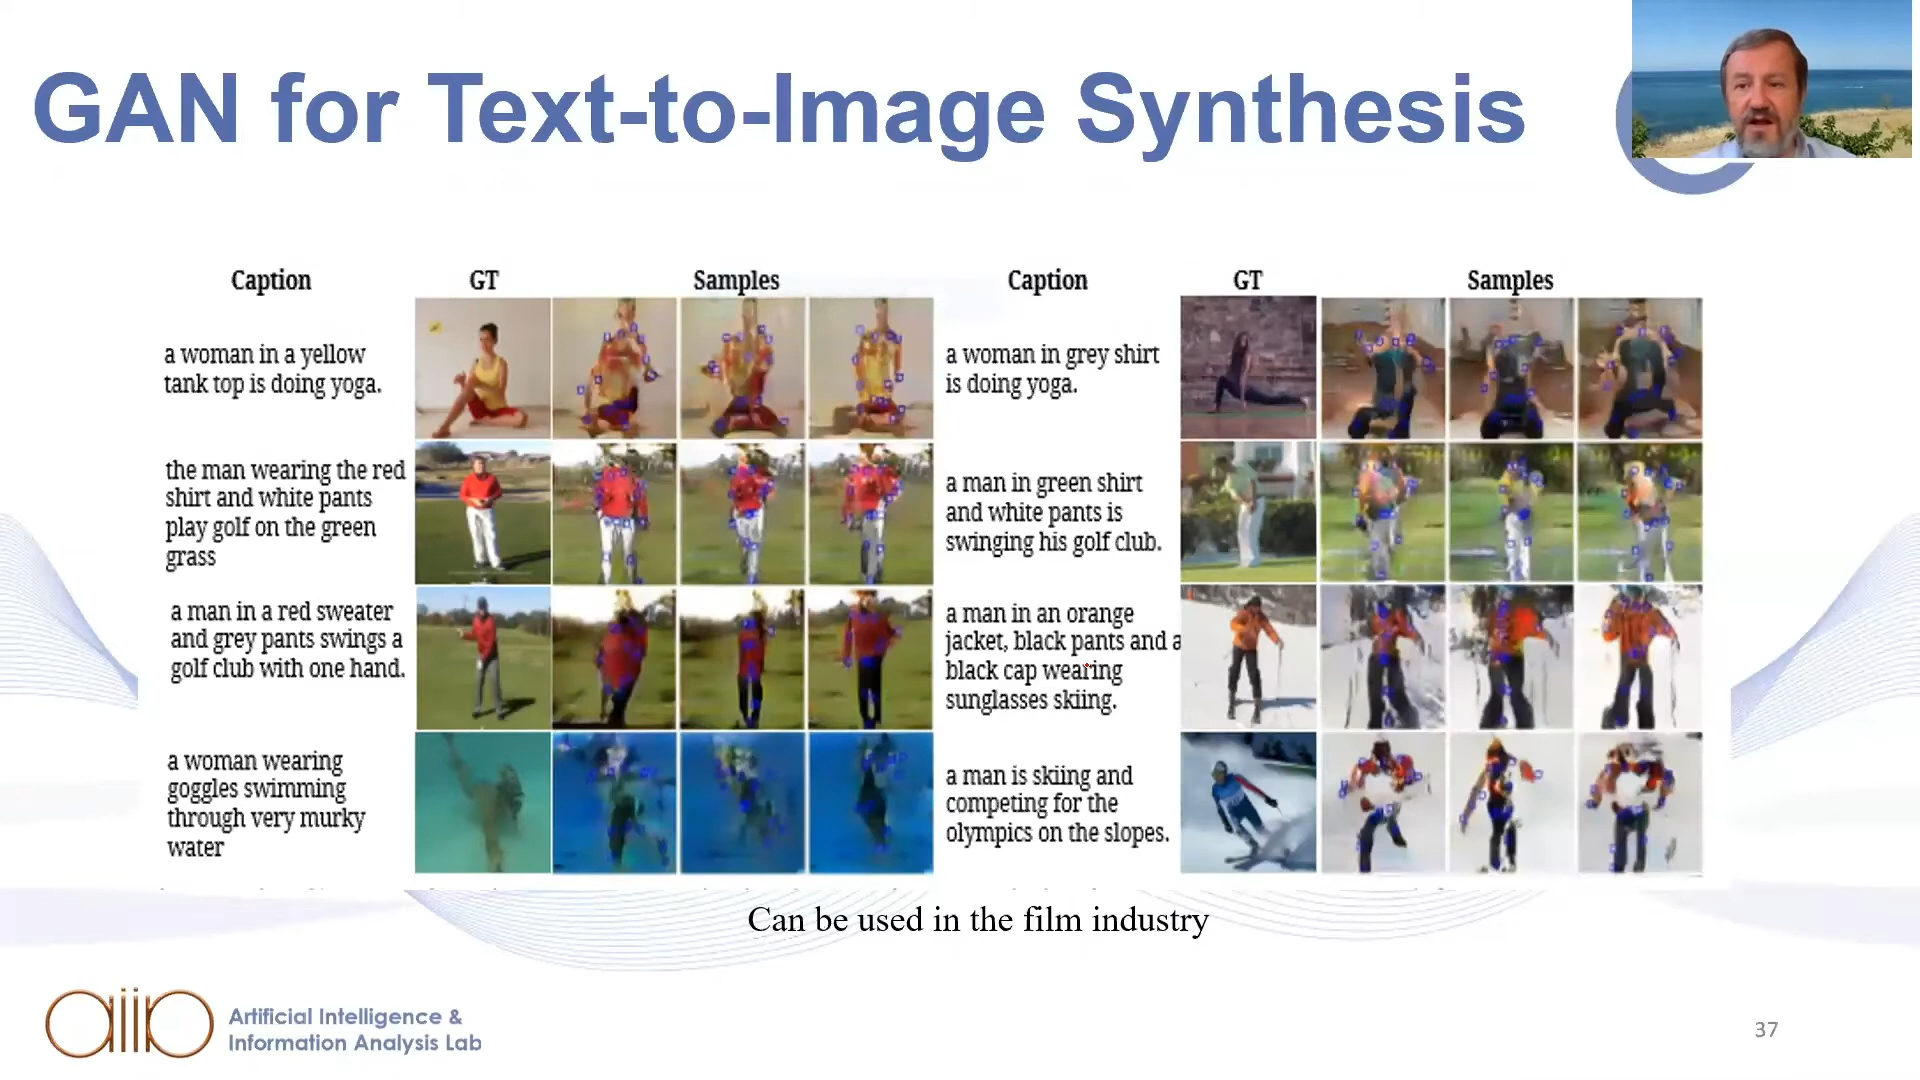 GAN for Text-to-Image Synthesis
Caption GT Samples Caption GT Samples
a woman in a yellow
tank top is doing yoga.
a woman in grey shirt
is doing yoga.
the man wearing the red
shirt and white pants
play golf on the green
grass
a man in green shirt
and white pants is
swinging his golf club.
a man in a red sweater
and grey pants swings a
golf club with one hand.
a man in an orange
jacket, black pants and a
black cap wearing
sunglasses skiing.
a woman wearing
goggles swimming
through very murky
water
a man is skiing and
competing for the
olympics on the slopes.
Can be used in the film industry
aiia
Artificial Intelligence &
Information Analysis Lab
37